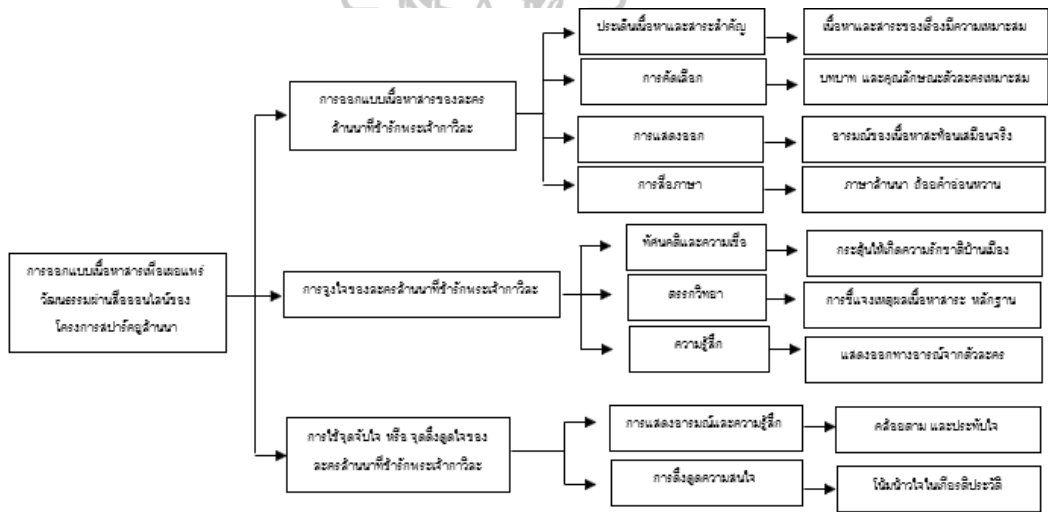 การออกแบบเนื้อหาสารเพื่อเผยแพร่
วัฒนธรรมผ่านสื่อออนไลน์ของ
โครงการสปาร์คยูล้านนา
การออกแบบเนื้อหาสารของละคร
ล้านนาที่ข้ารักพระเจ้ากาวิละ
ประเด็นเนื้อหาและสาระสำคัญ
เนื้อหาและสาระของเรื่องมีความเหมาะสม
การคัดเลือก
บทบาท และคุณลักษณะตัวละครเหมาะสม
การแสดงออก
อารมณ์ของเนื้อหาสะท้อนเสมือนจริง
การสื่อภาษา
ภาษาล้านนา ถ้อยคำอ่อนหวาน
การจูงใจของละครล้านนาที่ข้ารักพระเจ้ากาวิละ
ทัศนคติและความเชื่อ
กระตุ้นให้เกิดความรักชาติบ้านเมือง
ตรรกวิทยา
การชี้แจงเหตุผลเนื้อหาสาระ หลักฐาน
ความรู้สึก
แสดงออกทางอารณ์จากตัวละคร
การใช้จุดจับใจ หรือ จุดดึงดูดใจของ
ละครล้านนาที่ข้ารักพระเจ้ากาวิละ
การแสดงอารมณ์และความรู้สึก
คล้อยตาม และประทับใจ
การดึงดูดความสนใจ
โน้มน้าวใจในเกียรติประวัติ